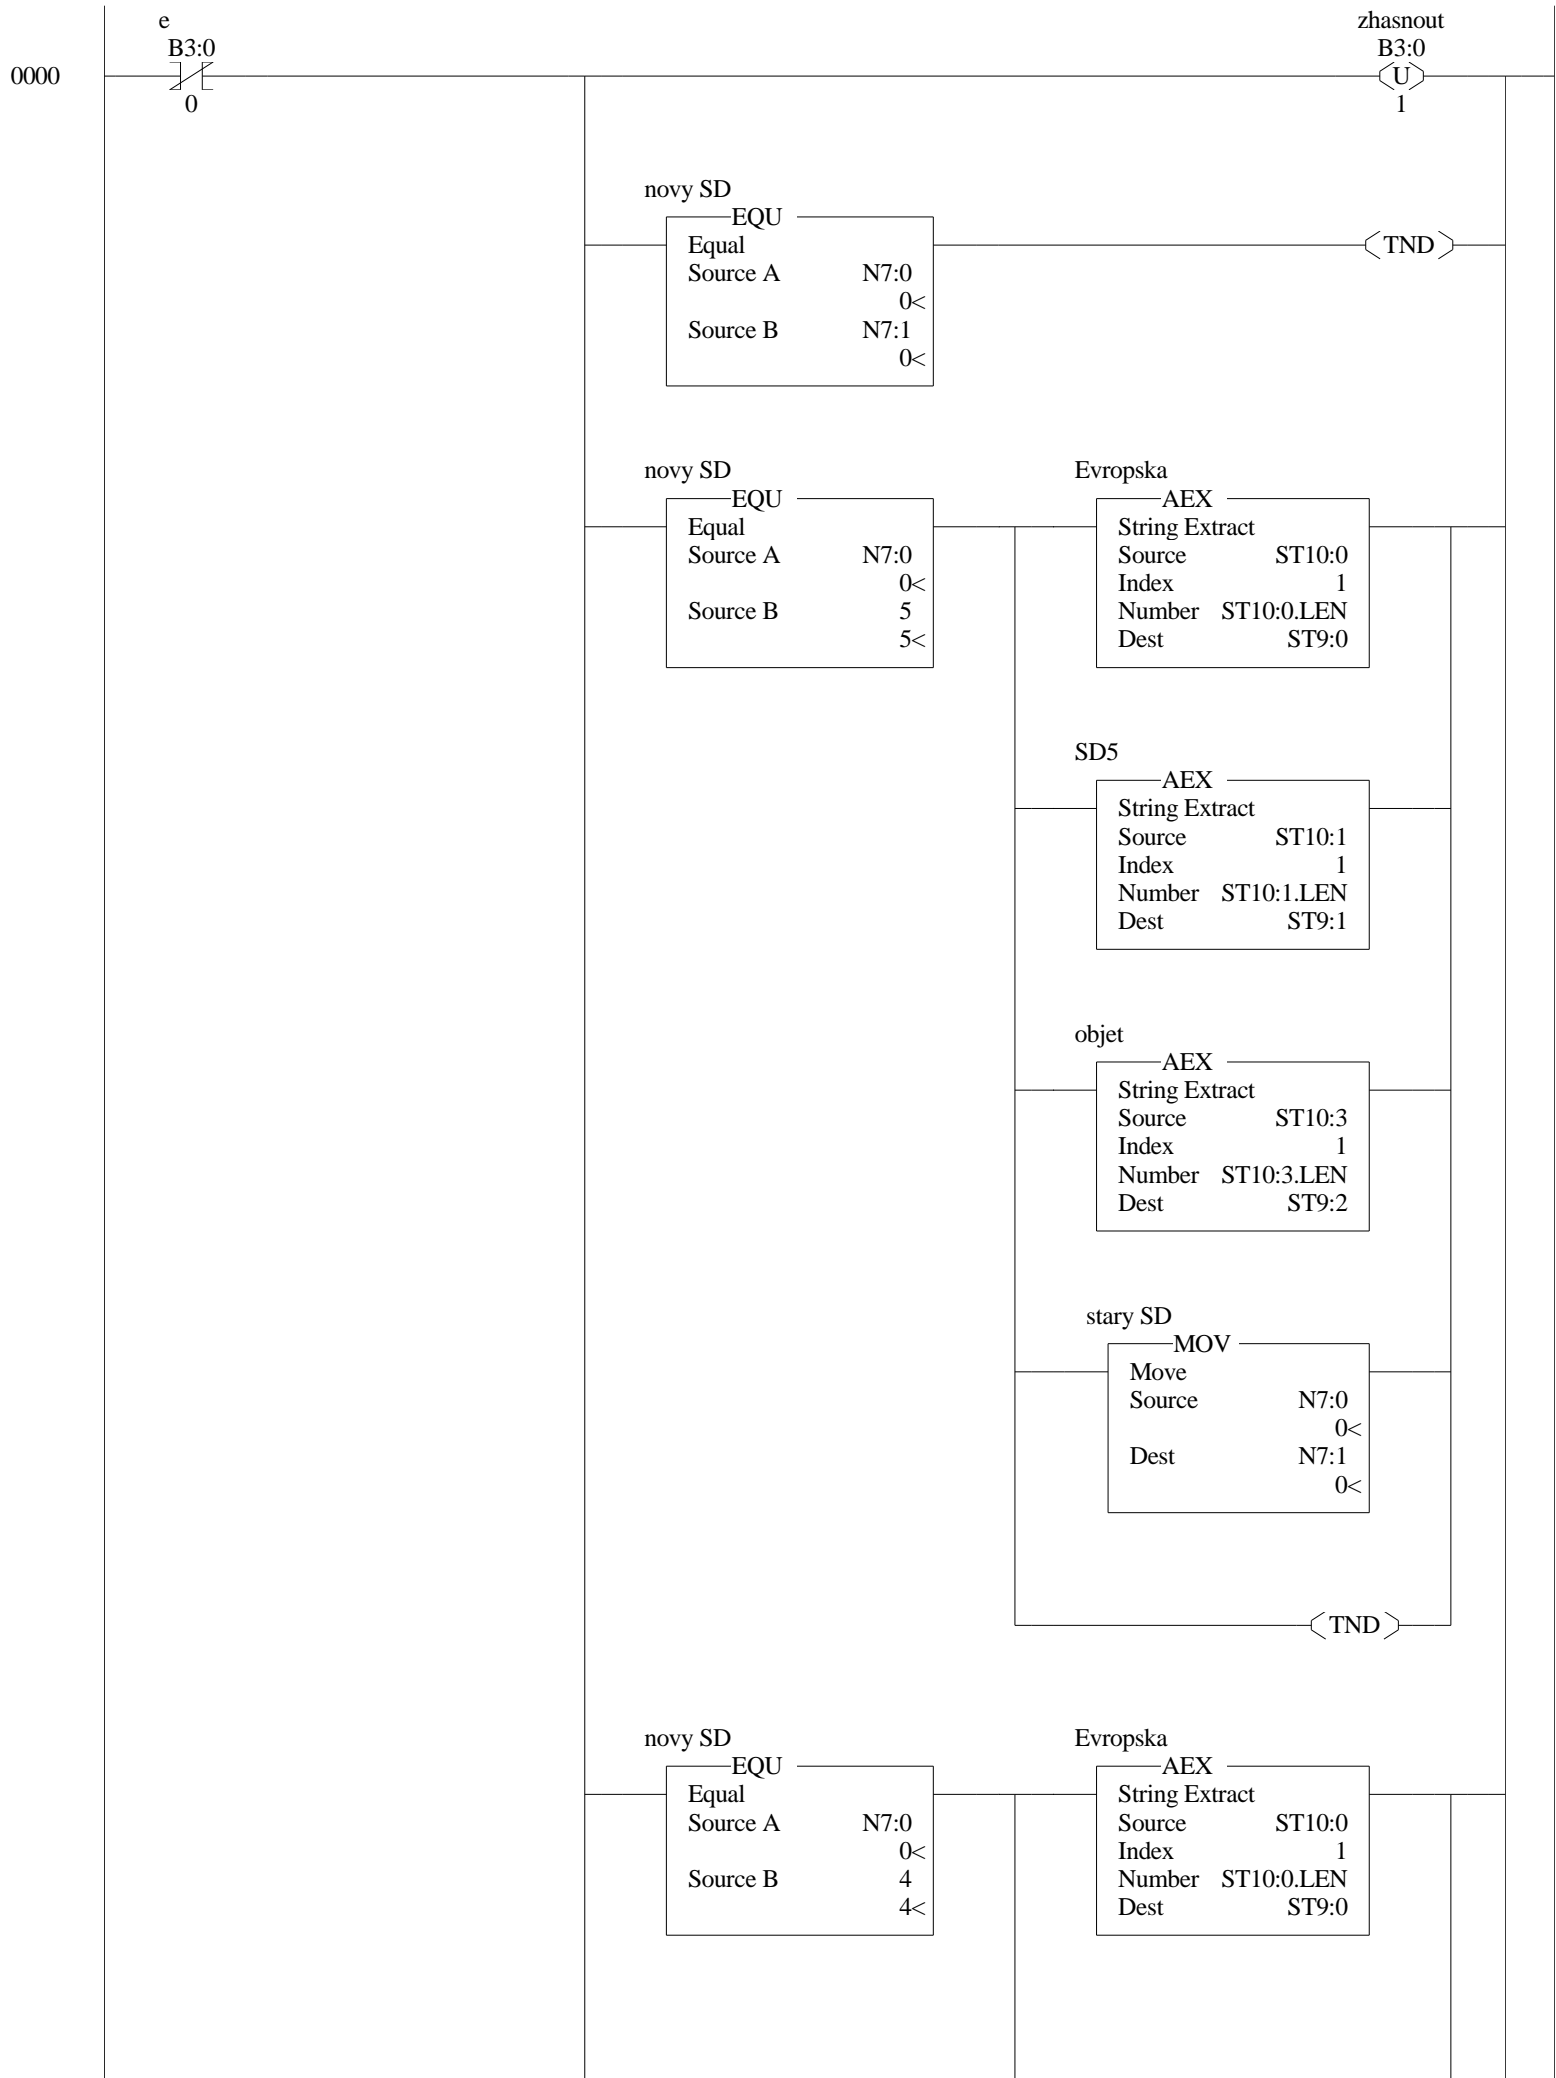 e
B3:0
0000
0
zhasnout
B3:0
U
1
novy SD
EQU
Equal
Source A N7:0
0<
Source B N7:1
0<
TND
novy SD
EQU
Equal
Source A N7:0
0<
Source B 5
5<
Evropska
AEX
String Extract
Source ST10:0
Index 1
Number ST10:0.LEN
Dest ST9:0
SD5
AEX
String Extract
Source ST10:1
Index 1
Number ST10:1.LEN
Dest ST9:1
objet
AEX
String Extract
Source ST10:3
Index 1
Number ST10:3.LEN
Dest ST9:2
stary SD
MOV
Move
Source N7:0
0<
Dest N7:1
0<
TND
novy SD
EQU
Equal
Source A N7:0
0<
Source B 4
4<
Evropska
AEX
String Extract
Source ST10:0
Index 1
Number ST10:0.LEN
Dest ST9:0